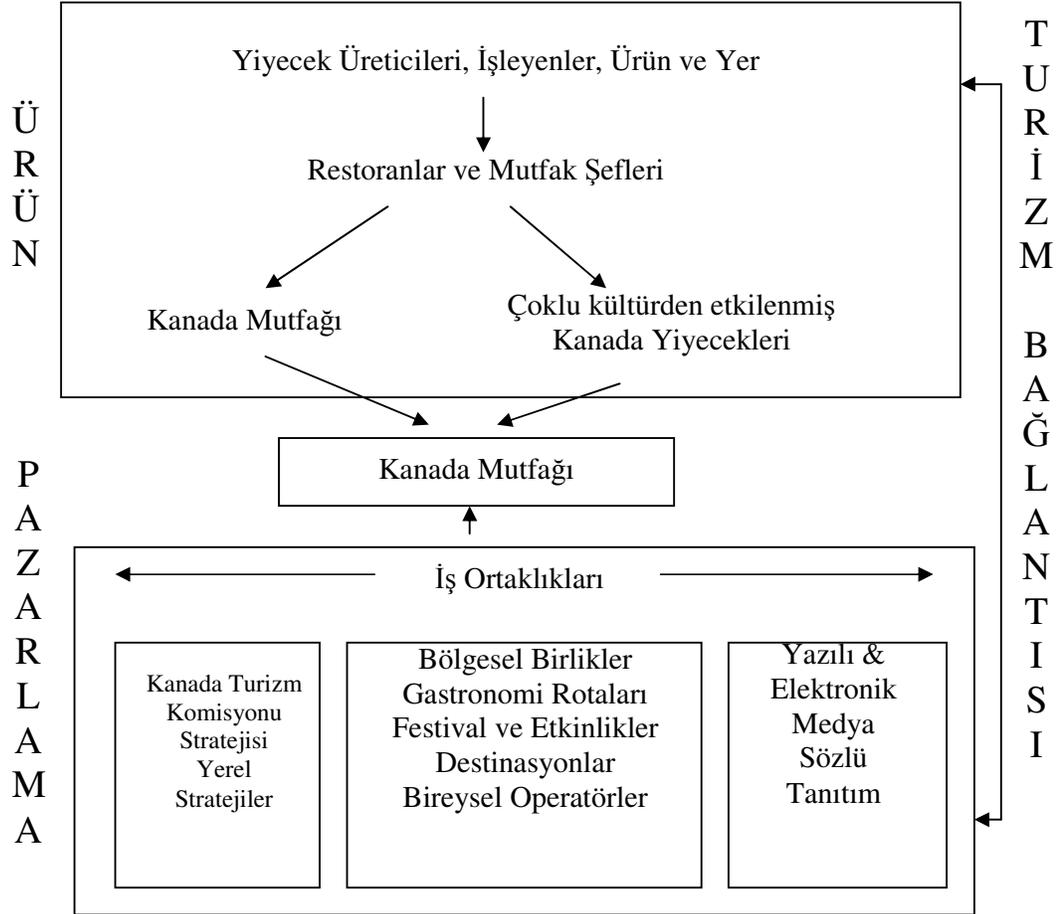 ÜRÜN
Yiyecek Üreticileri, İşleyenler, Ürün ve Yer
Restoranlar ve Mutfak Şefleri
Kanada Mutfağı
Çoklu kültürden etkilenmiş
Kanada Yiyecekleri
Kanada Mutfağı
PAZARLAMA
İş Ortaklıkları
Kanada Turizm
Komisyonu
Stratejisi
Yerel
Stratejiler
Bölgesel Birlikler
Gastronomi Rotaları
Festival ve Etkinlikler
Destinasyonlar
Bireysel Operatörler
Yazılı &
Elektronik
Medya
Sözlü
Tanıtım
TURİZM BAĞLANTISI